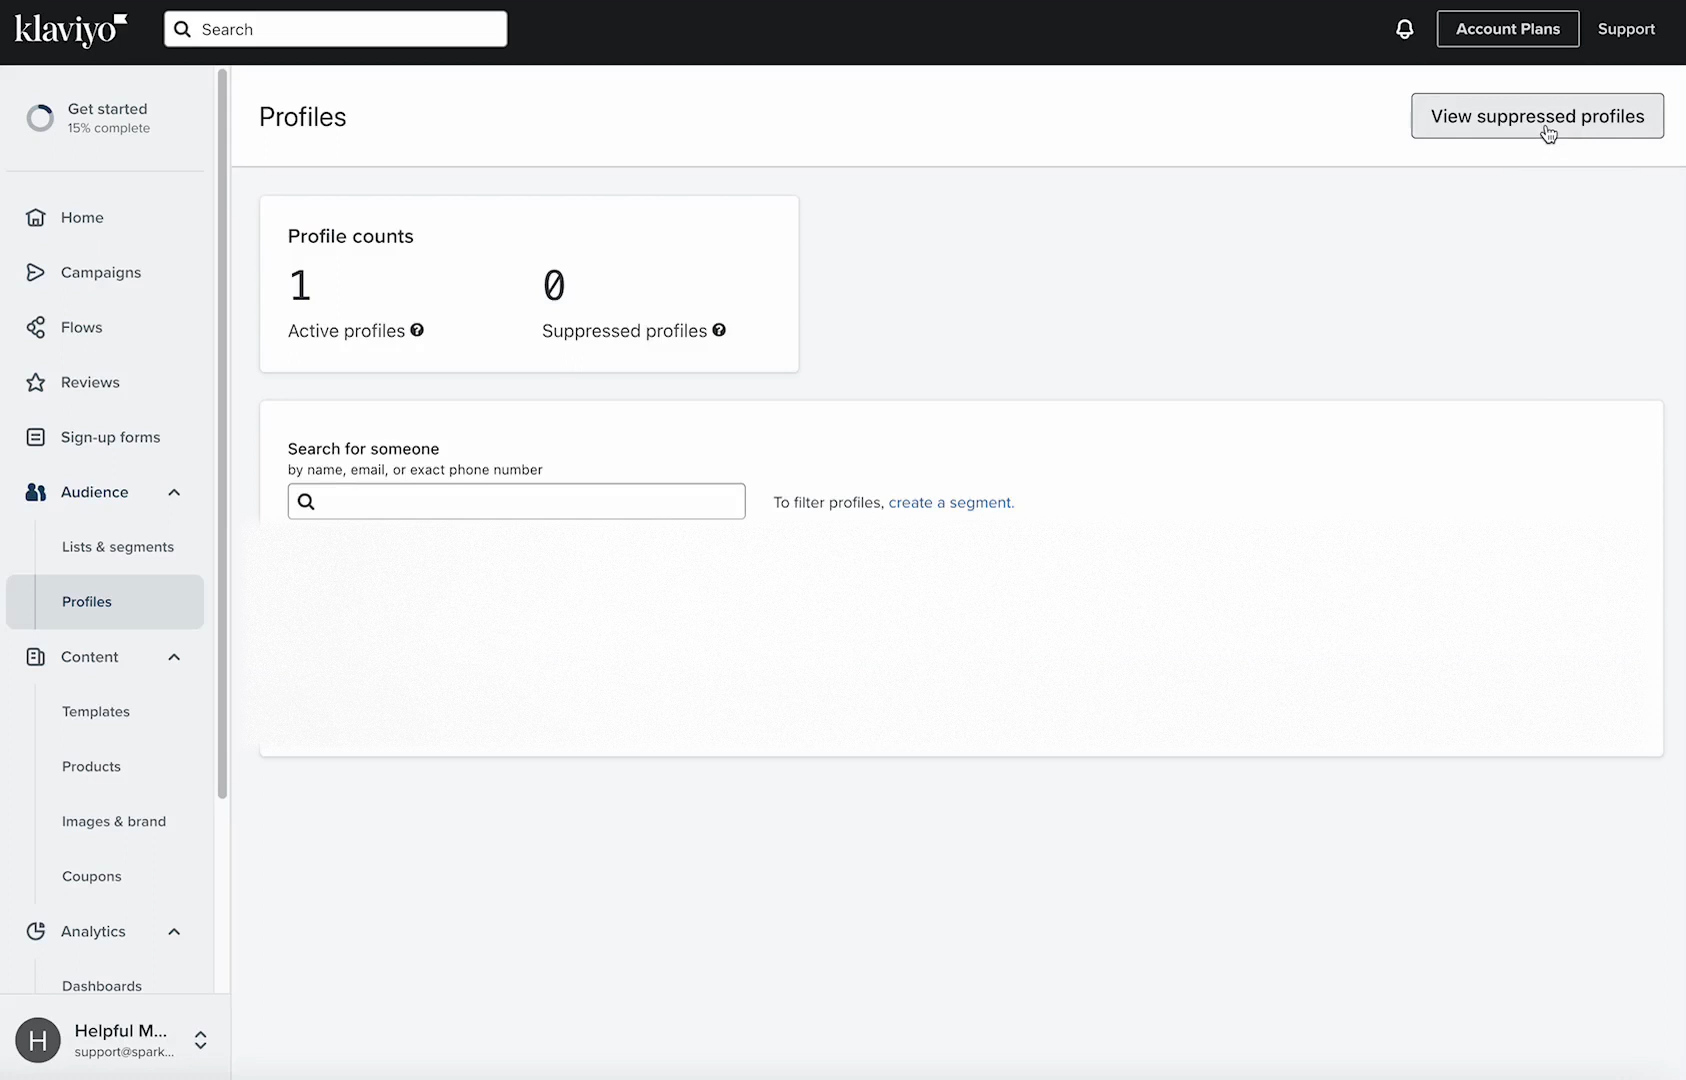 klaviyo
Search
Account Plans
Support
Get started
15% complete
Home
Campaigns
Flows
Reviews
Sign-up forms
Audience
Lists & segments
Profiles
Content
Templates
Products
Images & brand
Coupons
Analytics
Dashboards
H
Helpful M...
support@spark...
Profiles
View suppressed profiles
Profile counts
1
Active profiles ?
0
Suppressed profiles ?
Search for someone
by name, email, or exact phone number
To filter profiles, create a segment.